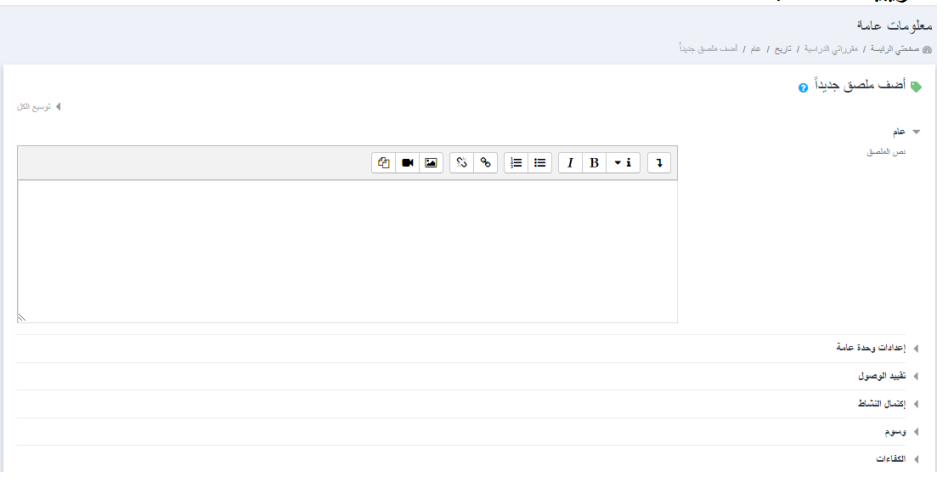 معلومات عامة
صفحتي الرئيسة / مقرراتي الدراسية / تاريخ / عام / أضف ملصق جديداً
أضف ملصق جديداً
توسيع الكل
عام
نص الملصق
i B I
إعدادات وحدة عامة
تقييد الوصول
إكتمال النشاط
وسوم
الكفاءات